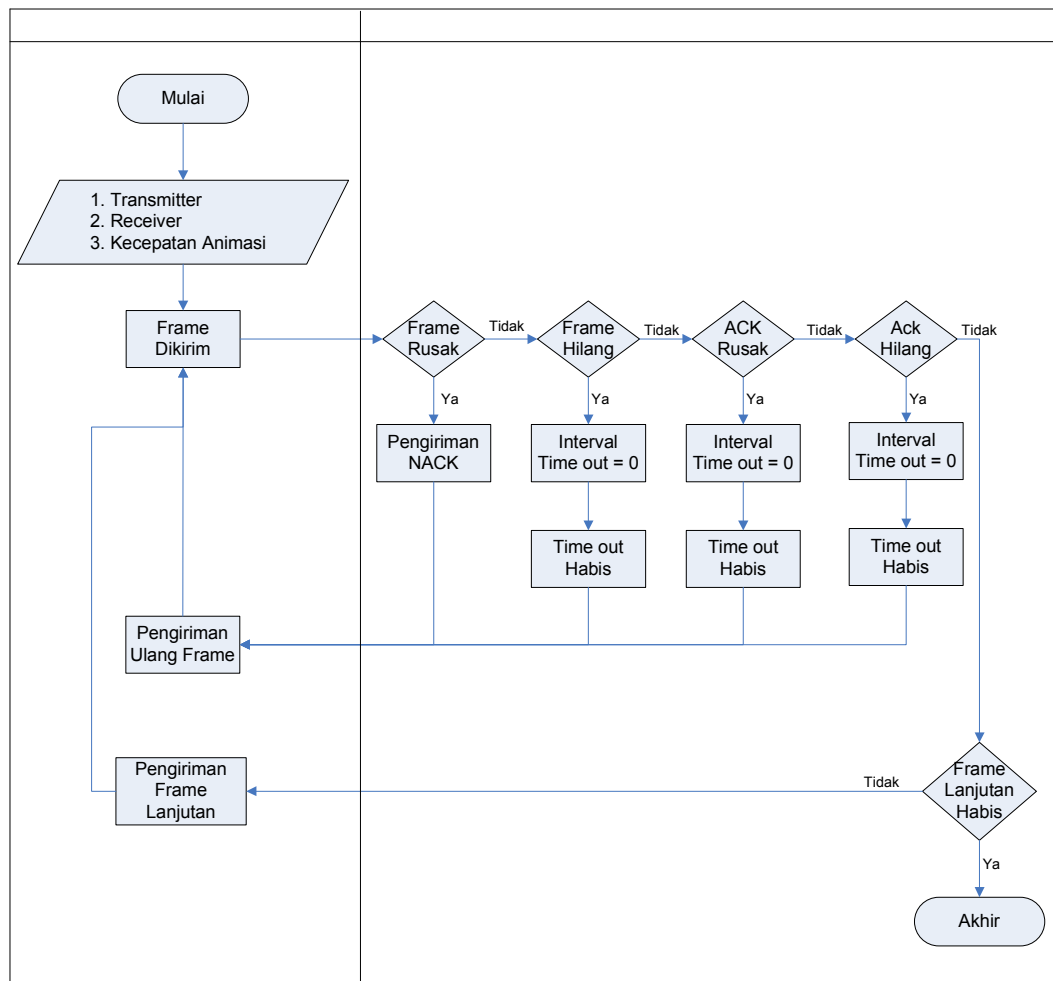 Mulai
1. Transmitter
2. Receiver
3. Kecepatan Animasi
Frame
Dikirim
Frame
Rusak
Tidak
Frame
Hilang
Tidak
ACK
Rusak
Tidak
Ack
Hilang
Tidak
Ya
Ya
Ya
Ya
Pengiriman
NACK
Interval
Time out = 0
Interval
Time out = 0
Interval
Time out = 0
Time out
Habis
Time out
Habis
Time out
Habis
Pengiriman
Ulang Frame
Pengiriman
Frame
Lanjutan
Tidak
Frame
Lanjutan
Habis
Ya
Akhir